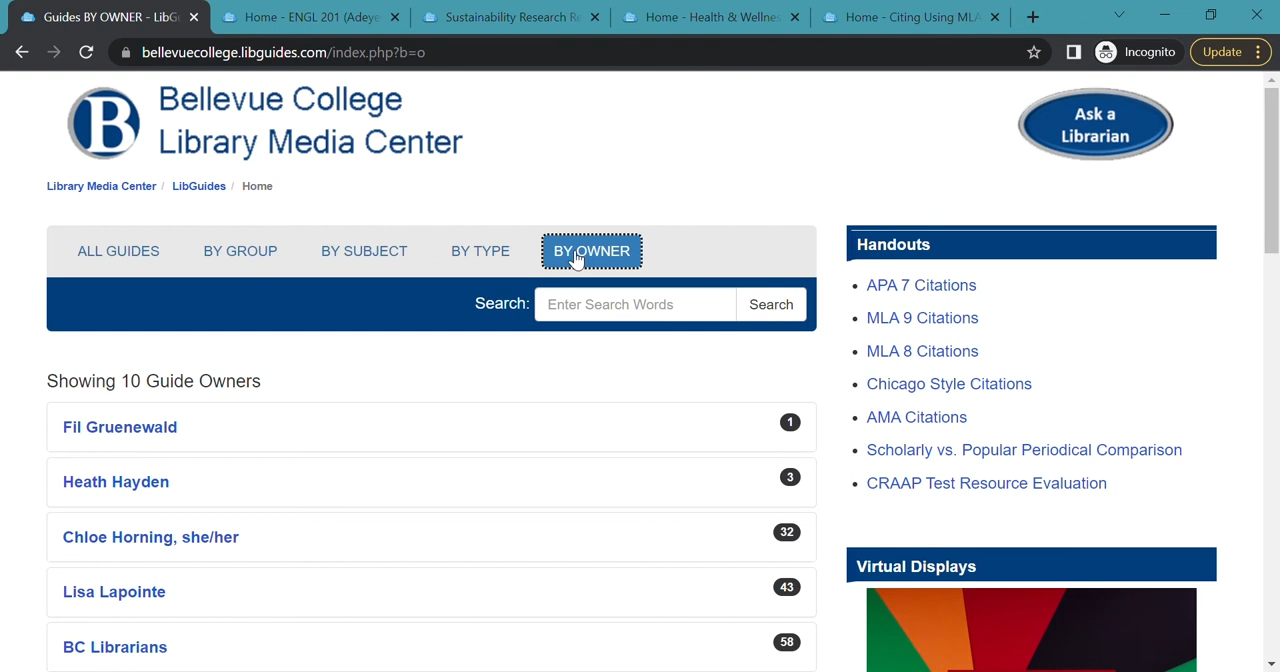 Guides BY OWNER - LibG
Home - ENGL 201 (Adeye
Sustainability Research R
Home - Health & Wellnes
Home - Citing Using MLA
bellevuecollege.libguides.com/index.php?b=o
Incognito
Update
B
Bellevue College
Library Media Center
Ask a
Librarian
Library Media Center / LibGuides / Home
ALL GUIDES
BY GROUP
BY SUBJECT
BY TYPE
BY OWNER
Search:
Enter Search Words
Search
Showing 10 Guide Owners
Fil Gruenewald
1
Heath Hayden
3
Chloe Horning, she/her
32
Lisa Lapointe
43
BC Librarians
58
Handouts
APA 7 Citations
MLA 9 Citations
MLA 8 Citations
Chicago Style Citations
AMA Citations
Scholarly vs. Popular Periodical Comparison
CRAAP Test Resource Evaluation
Virtual Displays